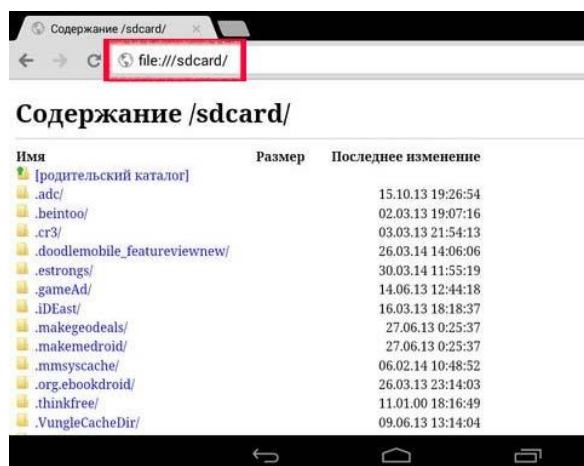 Содержание /sdcard/
file:///sdcard/
Содержание /sdcard/
Имя Размер Последнее изменение
[родительский каталог]
.adc/ 15.10.13 19:26:54
.beintoo/ 02.03.13 19:07:16
.cr3/ 03.03.13 21:54:13
.doodlemobile_featureviewnew/ 26.03.14 14:06:06
.estrongs/ 30.03.14 11:55:19
.gameAd/ 14.06.13 12:44:18
.iDEast/ 16.03.13 18:18:37
.makegeodeals/ 27.06.13 0:25:37
.makemedroid/ 27.06.13 0:25:37
.mmsyscache/ 06.02.14 10:48:52
.org.ebookdroid/ 26.03.13 23:14:03
.thinkfree/ 11.01.00 18:16:49
.VungleCacheDir/ 09.06.13 13:14:04